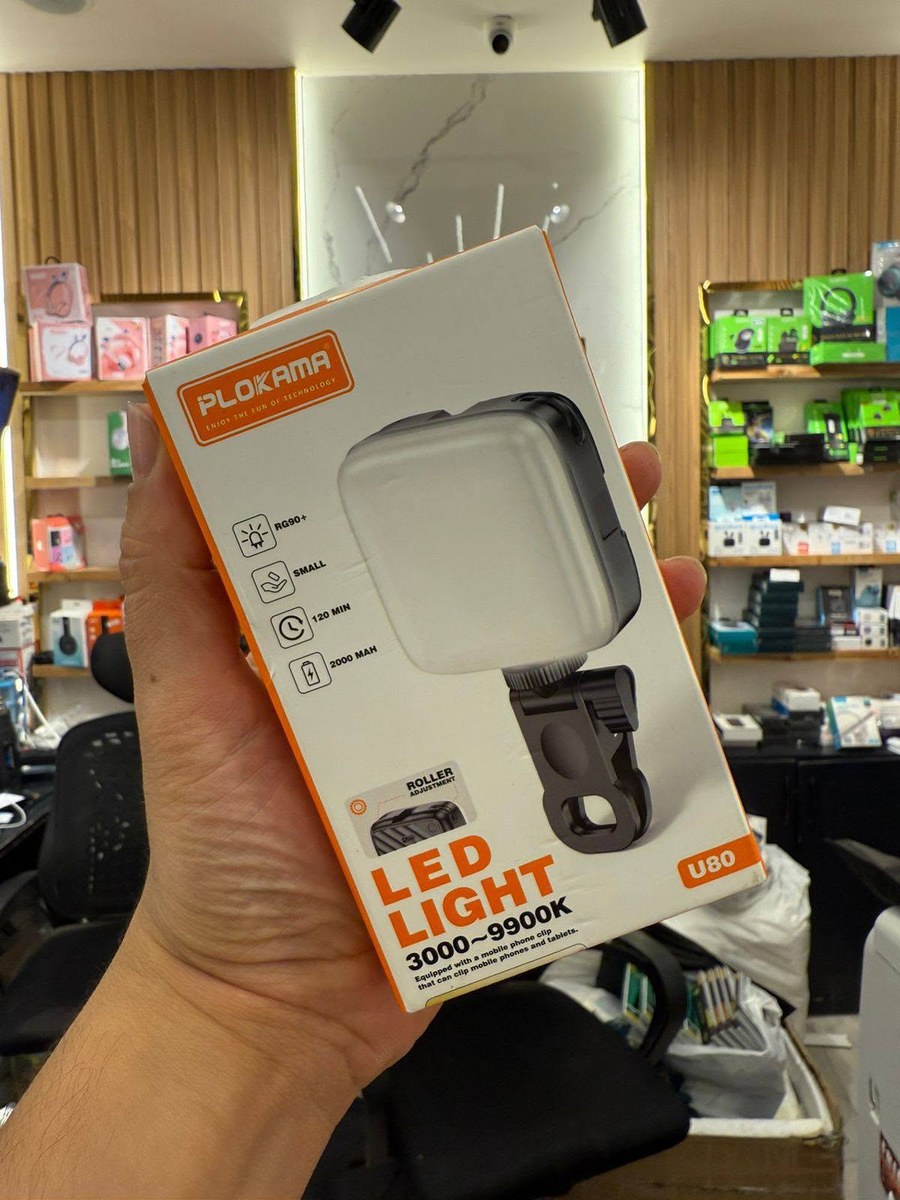 PLOKAMA
ENJOY THE FUN OF TECHNOLOGY
RG90+
SMALL
120 MIN
2000 MAH
ROLLER
ADJUSTMENT
LED
LIGHT
3000~9900K
Equipped with a mobile phone clip
that can clip mobile phones and tablets.
U80